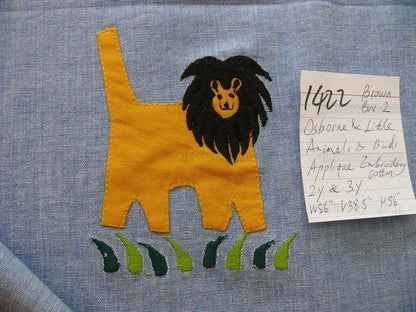 1422 Brown
Box 2
Osborne & Little
Animals & Birds
Applique Embroidery
Cotton
2y & 3y
W56" V38.5" H56"